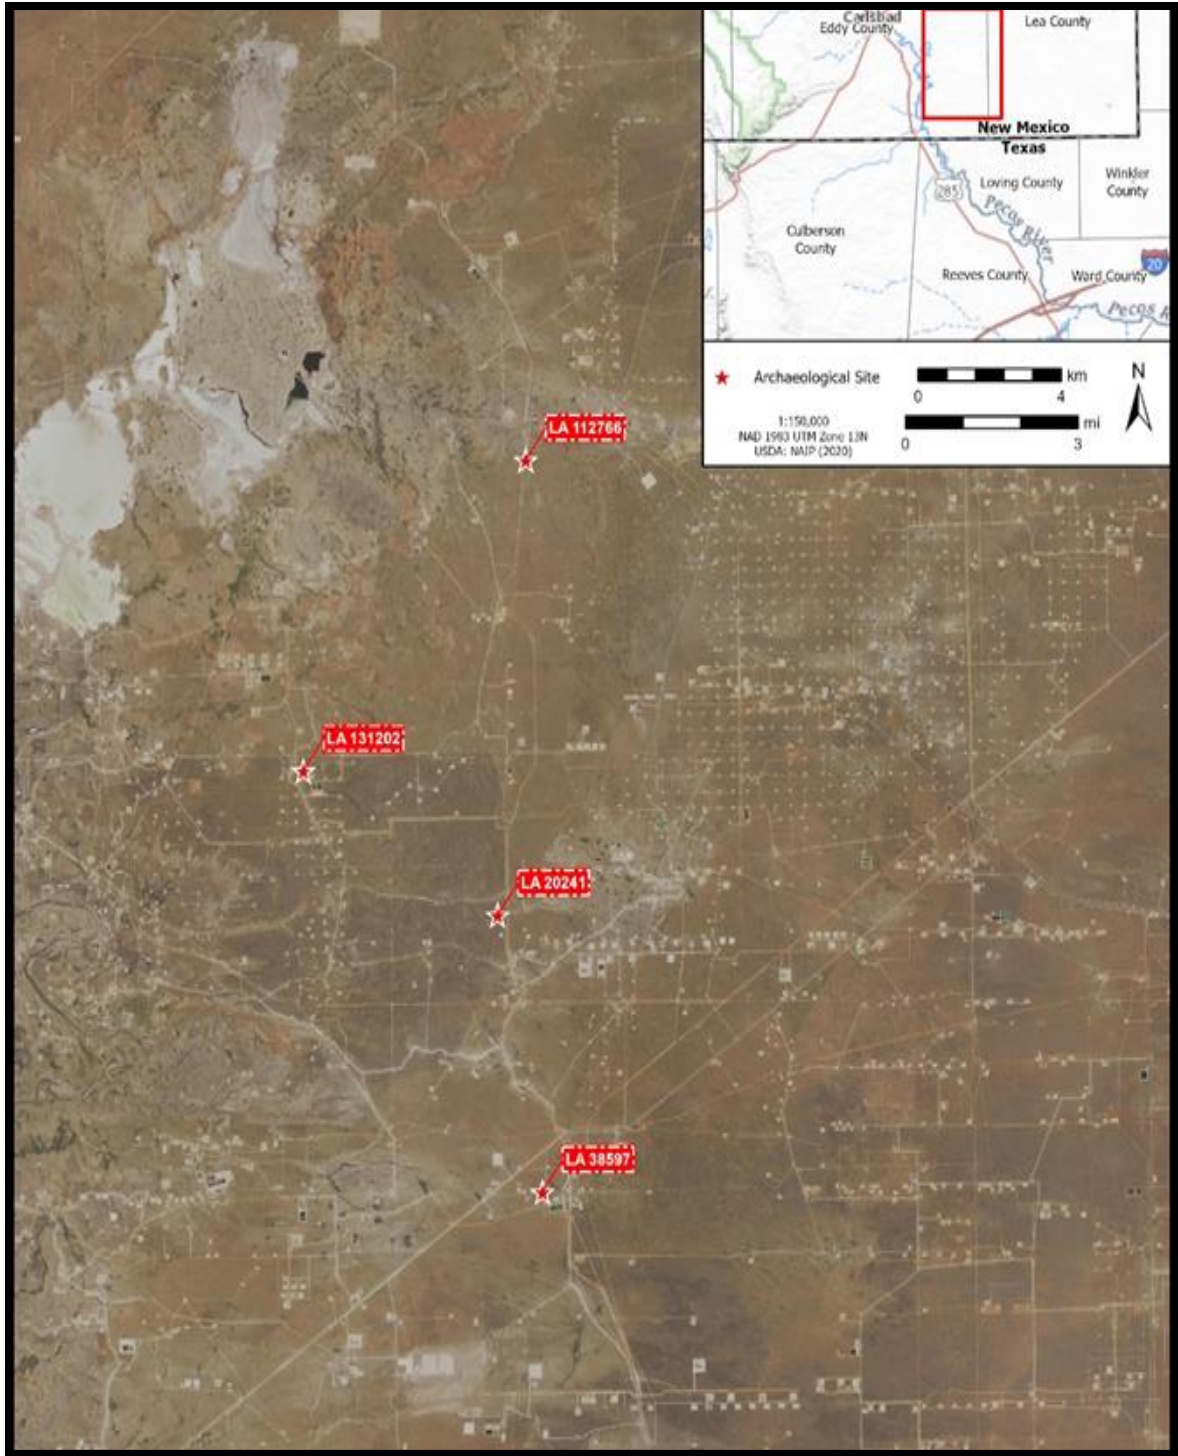 Carlsbad
Eddy County
Lea County
New Mexico
Texas
Loving County
Winkler
County
285
Pecos River
Culberson
County
Reeves County
Ward County
20
Pecos R
Archaeological Site
km
0 4
1:150,000
NAD 1983 UTM Zone 13N
USDA: NAIP (2020)
mi
0 3
N
LA 112766
LA 131202
LA 20241
LA 38597